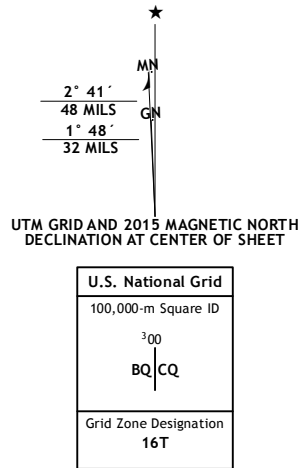 ★
MN
2° 41´
48 MILS
GN
1° 48´
32 MILS
UTM GRID AND 2015 MAGNETIC NORTH
DECLINATION AT CENTER OF SHEET
U.S. National Grid
100,000-m Square ID
³00
BQ CQ
Grid Zone Designation
16T